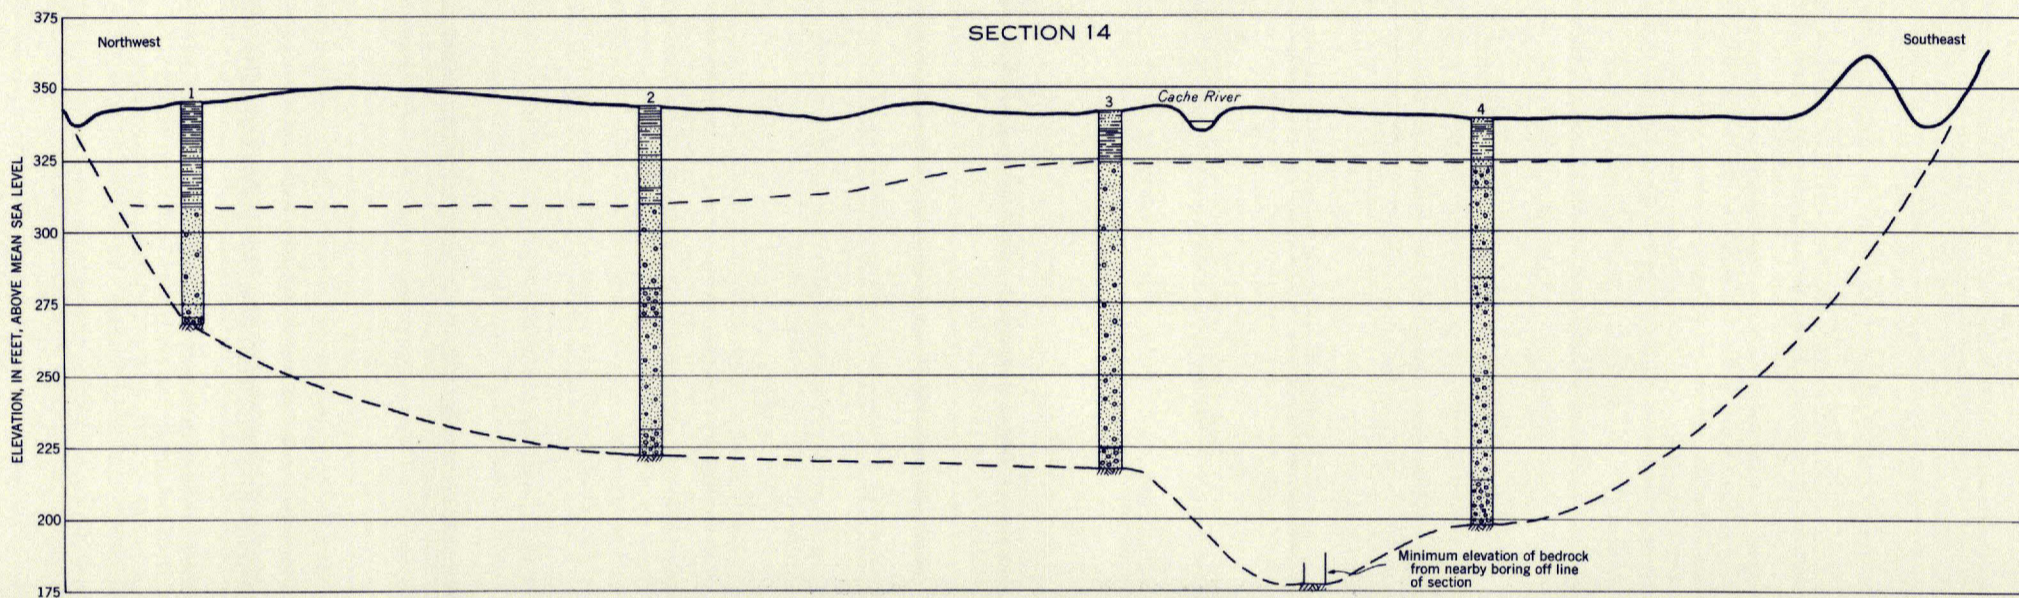 SECTION 14
Northwest
Southeast
ELEVATION, IN FEET, ABOVE MEAN SEA LEVEL
375
350
325
300
275
250
225
200
175
1
2
3
Cache River
4
Minimum elevation of bedrock
from nearby boring off line
of section